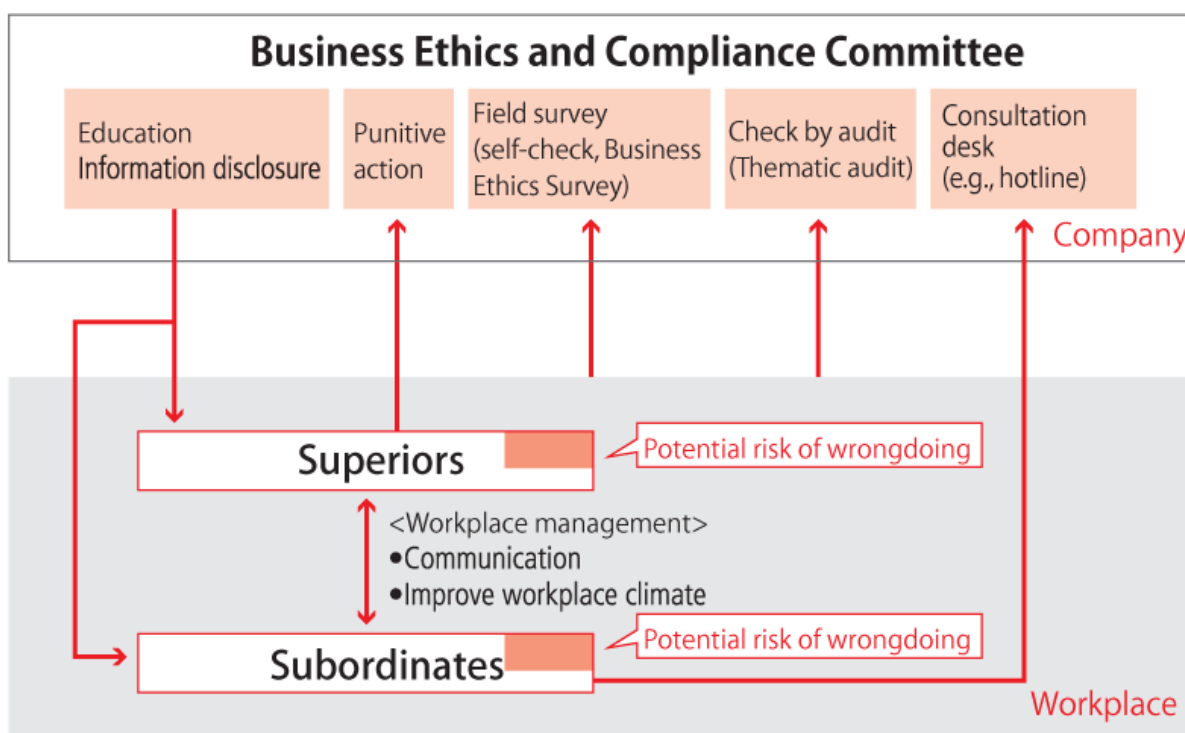 Business Ethics and Compliance Committee
Education
Information disclosure
Punitive
action
Field survey
(self-check, Business
Ethics Survey)
Check by audit
(Thematic audit)
Consultation
desk
(e.g., hotline)
Company
Superiors
Potential risk of wrongdoing
<Workplace management>
•Communication
•Improve workplace climate
Subordinates
Potential risk of wrongdoing
Workplace